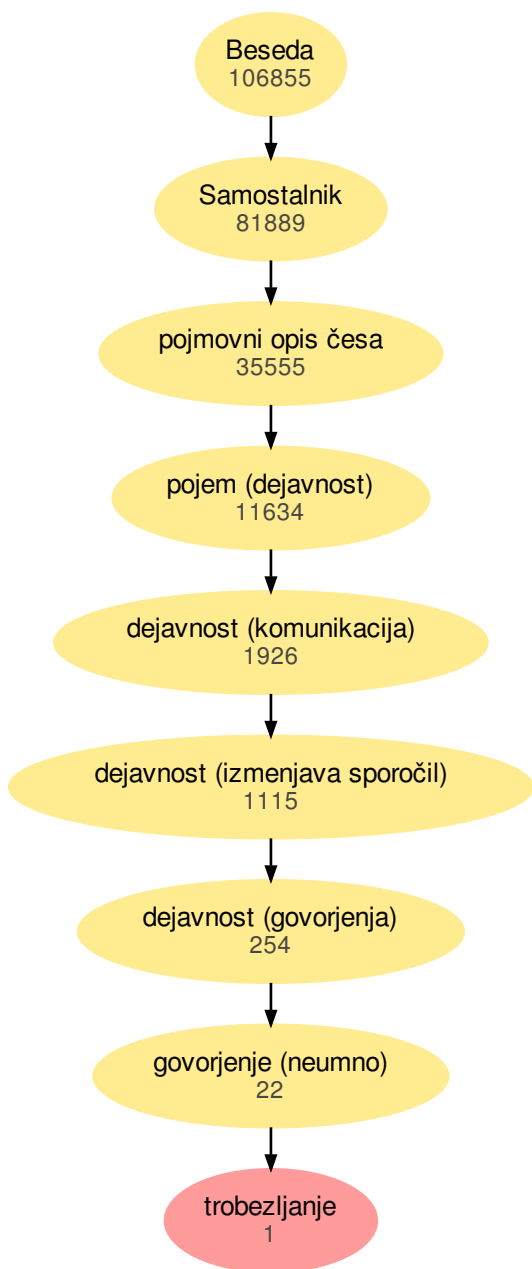 Beseda
106855
Samostalnik
81889
pojmovni opis česa
35555
pojem (dejavnost)
11634
dejavnost (komunikacija)
1926
dejavnost (izmenjava sporočil)
1115
dejavnost (govorjenja)
254
govorjenje (neumno)
22
trobezljanje
1